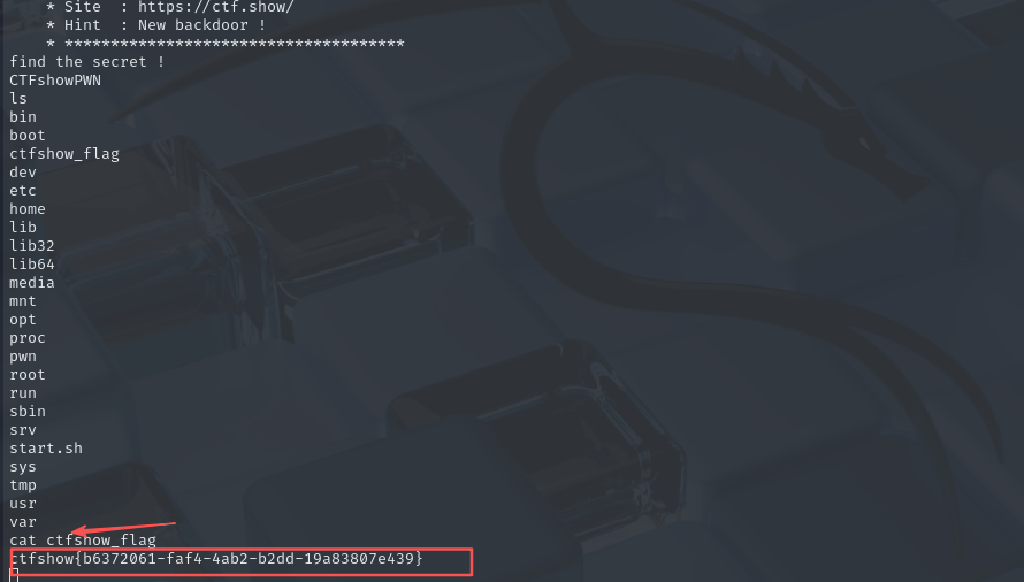 * Site  : https://ctf.show/
* Hint  : New backdoor !
* *************************************
find the secret !
CTFshowPWN
ls
bin
boot
ctfshow_flag
dev
etc
home
lib
lib32
lib64
media
mnt
opt
proc
pwn
root
run
sbin
srv
start.sh
sys
tmp
usr
var
cat ctfshow_flag
ctfshow{b6372061-faf4-4ab2-b2dd-19a83807e439}